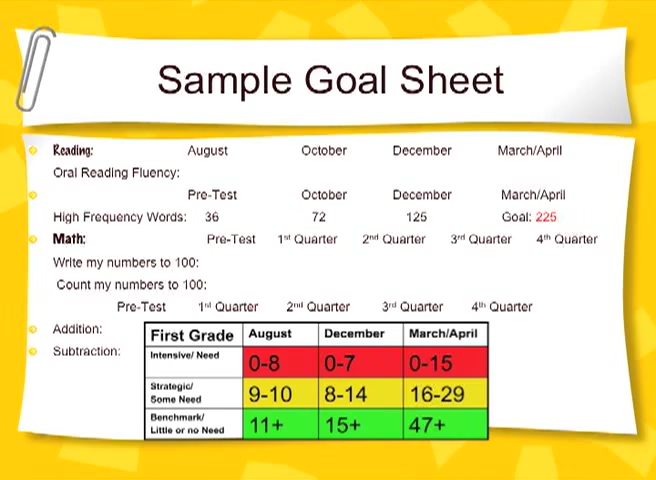 Sample Goal Sheet
Reading: August October December March/April
Oral Reading Fluency:
Pre-Test October December March/April
High Frequency Words: 36 72 125 Goal: 225
Math: Pre-Test 1st Quarter 2nd Quarter 3rd Quarter 4th Quarter
Write my numbers to 100:
Count my numbers to 100:
Pre-Test 1st Quarter 2nd Quarter 3rd Quarter 4th Quarter
Addition:
Subtraction:
First Grade August December March/April
Intensive/ Need 0-8 0-7 0-15
Strategic/
Some Need 9-10 8-14 16-29
Benchmark/
Little or no Need 11+ 15+ 47+